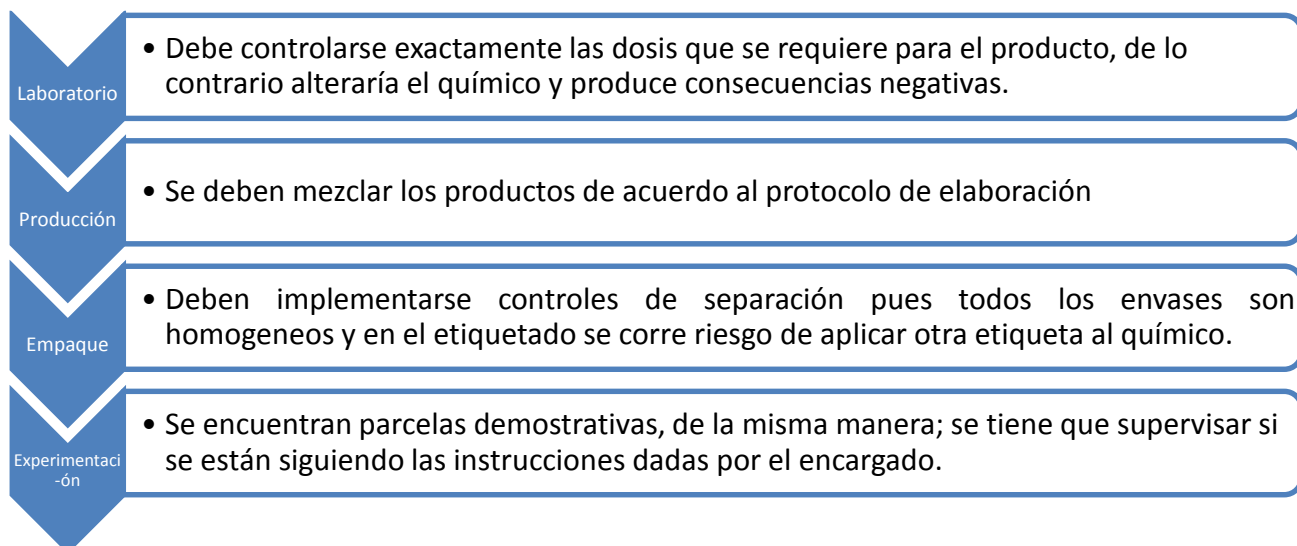 Laboratorio
• Debe controlarse exactamente las dosis que se requiere para el producto, de lo
contrario alteraría el químico y produce consecuencias negativas.
Producción
• Se deben mezclar los productos de acuerdo al protocolo de elaboración
Empaque
• Deben implementarse controles de separación pues todos los envases son
homogeneos y en el etiquetado se corre riesgo de aplicar otra etiqueta al químico.
Experimentaci
-ón
• Se encuentran parcelas demostrativas, de la misma manera; se tiene que supervisar si
se están siguiendo las instrucciones dadas por el encargado.